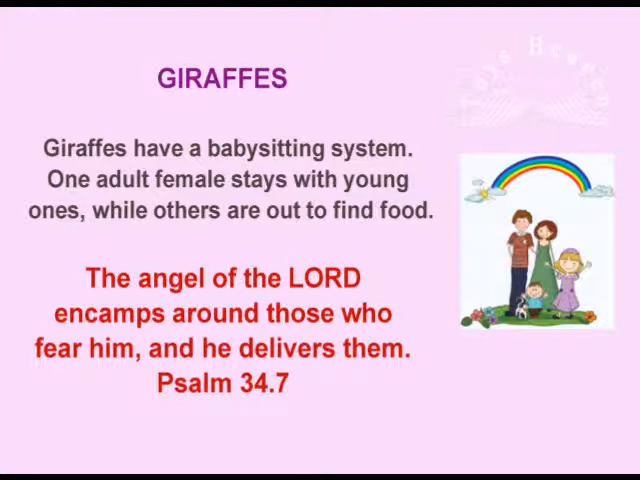 GIRAFFES
Giraffes have a babysitting system.
One adult female stays with young
ones, while others are out to find food.
The angel of the LORD
encamps around those who
fear him, and he delivers them.
Psalm 34.7